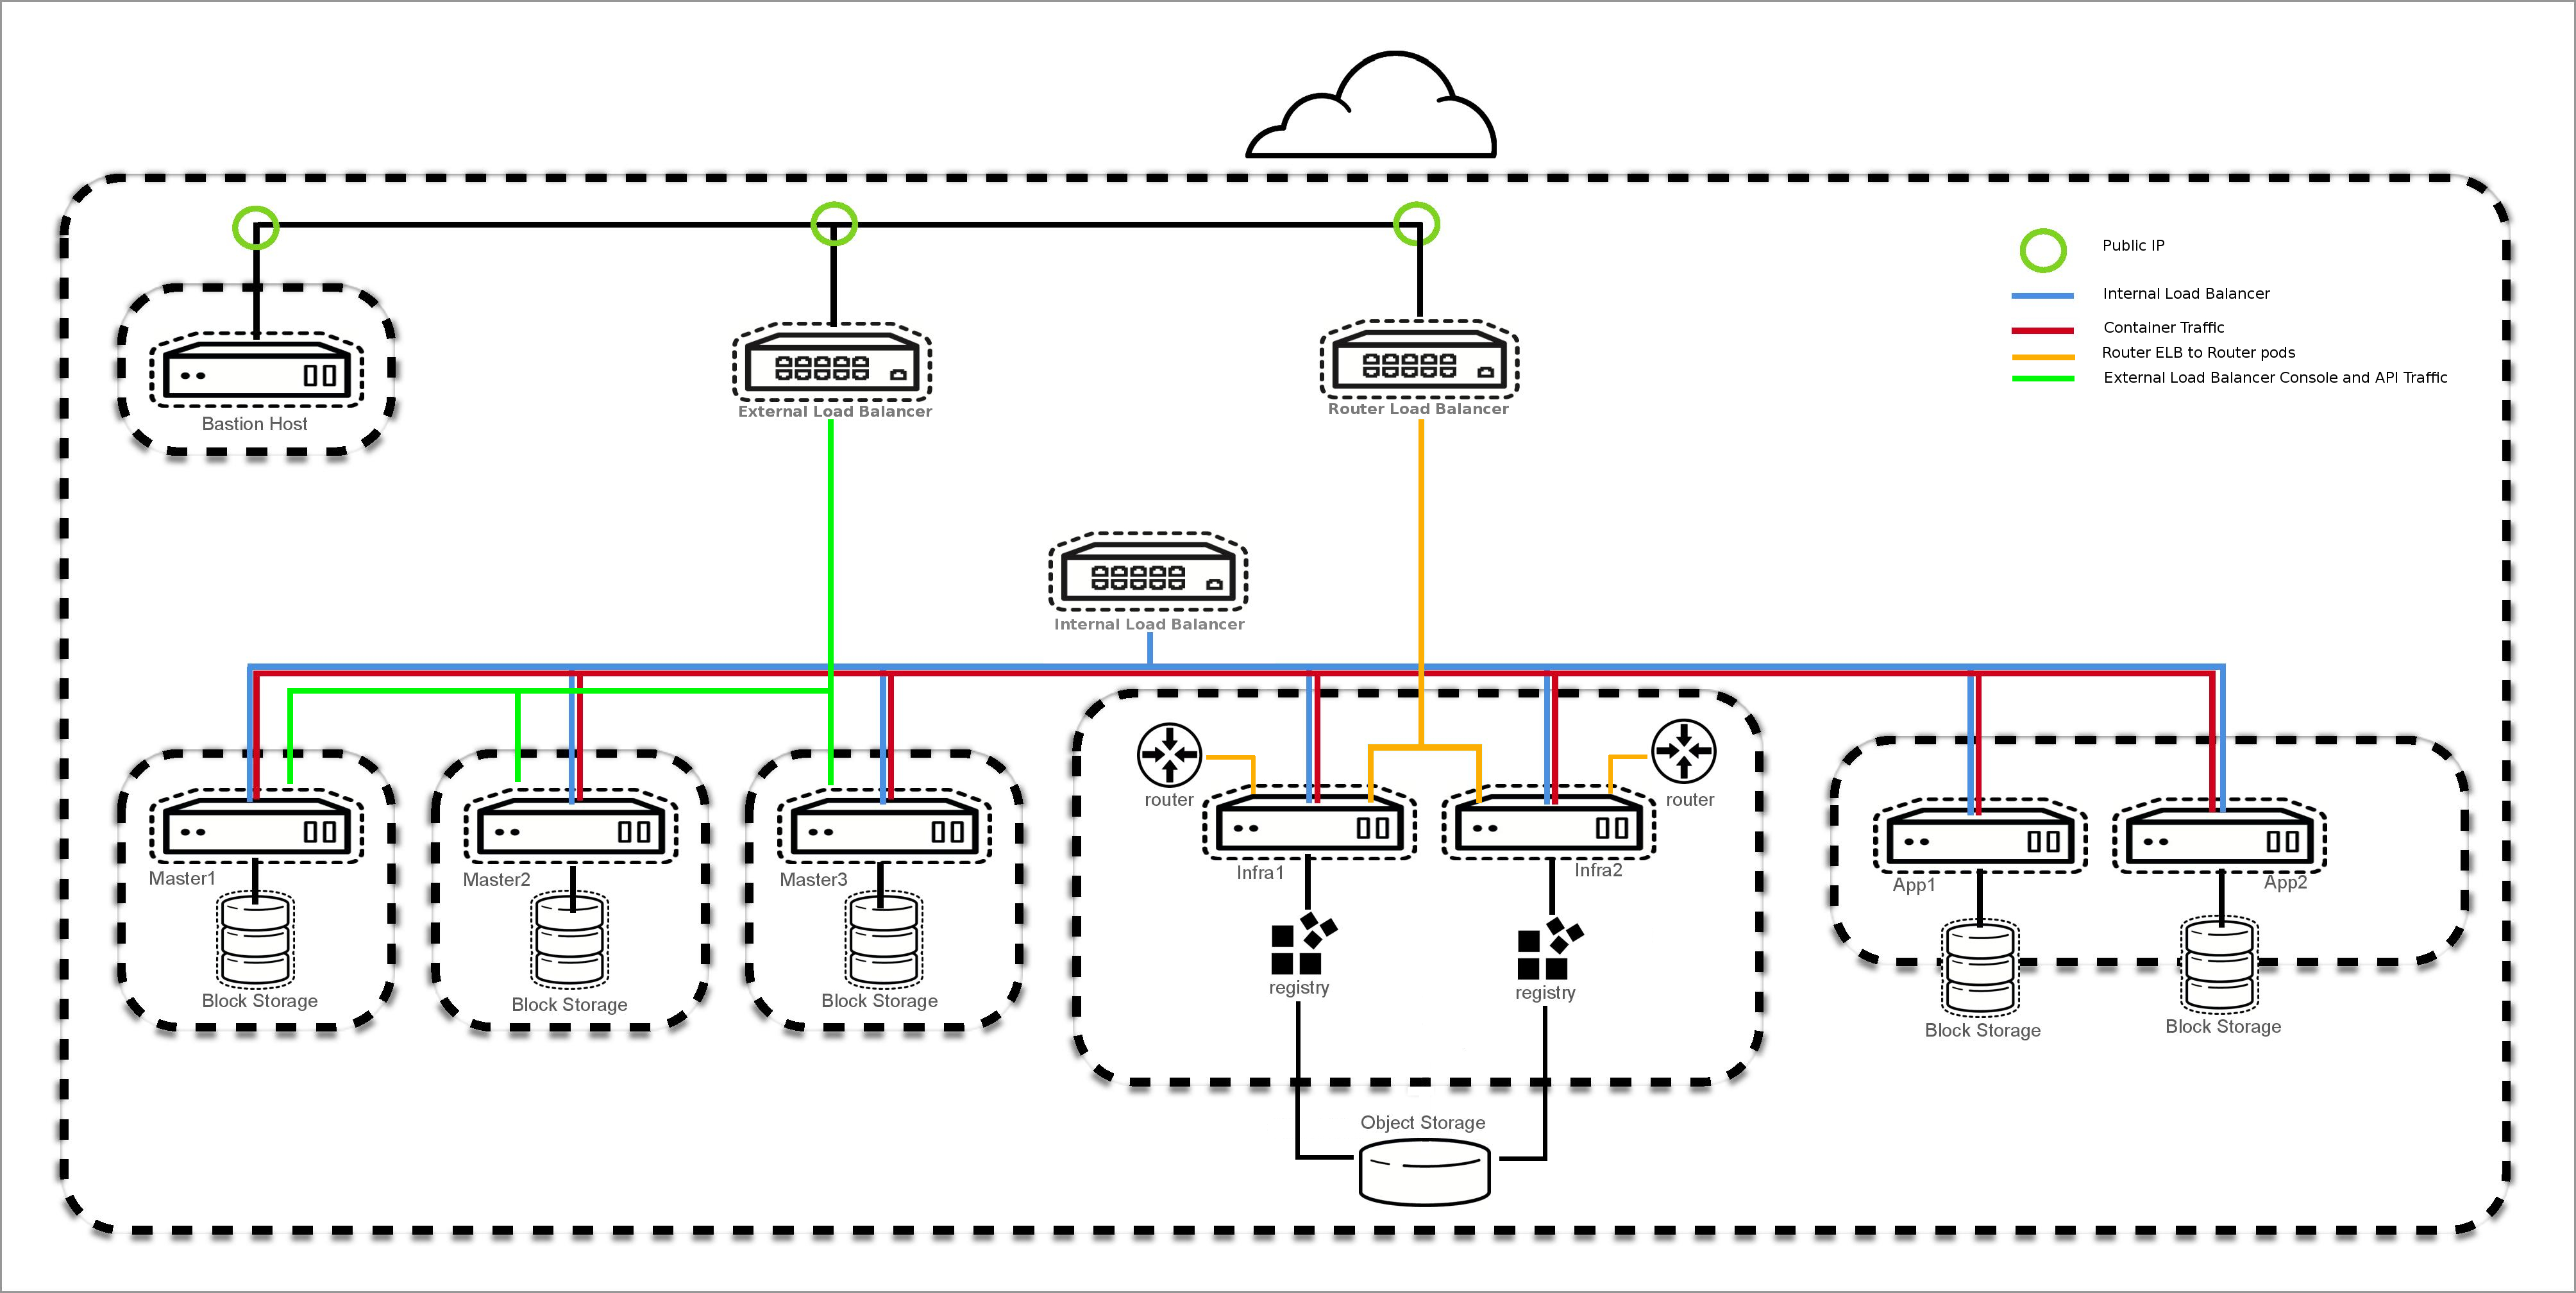 Public IP
Internal Load Balancer
Container Traffic
Router ELB to Router pods
External Load Balancer Console and API Traffic
Bastion Host
External Load Balancer
Router Load Balancer
Internal Load Balancer
router
router
Master1
Master2
Master3
Infra1
Infra2
App1
App2
registry
registry
Block Storage
Block Storage
Block Storage
Block Storage
Block Storage
Object Storage